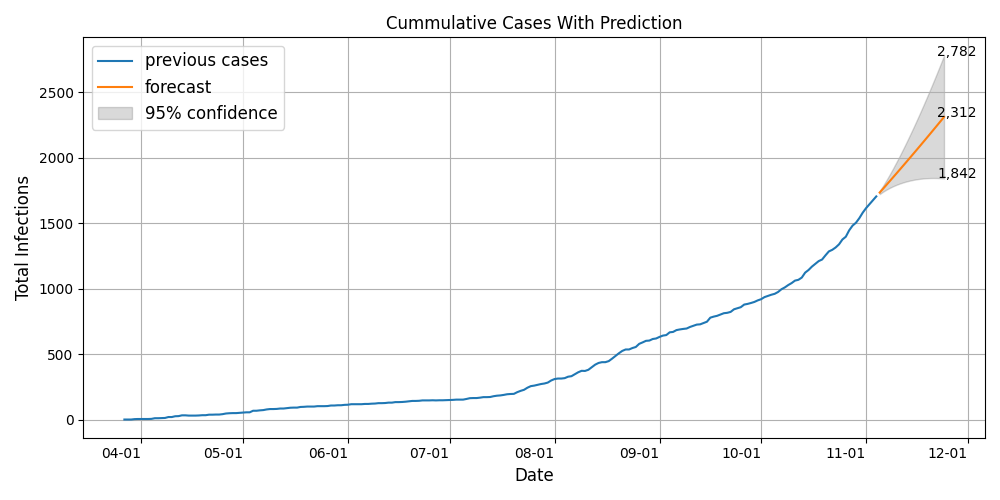 Cummulative Cases With Prediction
previous cases
forecast
95% confidence
2,782
2,312
1,842
Total Infections
2500
2000
1500
1000
500
0
04-01 05-01 06-01 07-01 08-01 09-01 10-01 11-01 12-01
Date